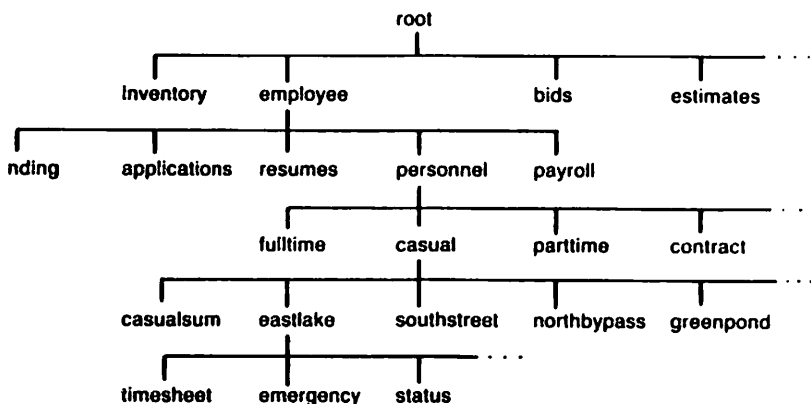 root
Inventory employee bids estimates . . .
nding applications resumes personnel payroll
fulltime casual parttime contract . . .
casualsum eastlake southstreet northbypass greenpond . . .
timesheet emergency status . . .